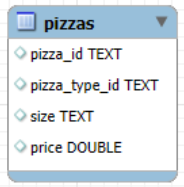 pizzas
pizza_id TEXT
pizza_type_id TEXT
size TEXT
price DOUBLE